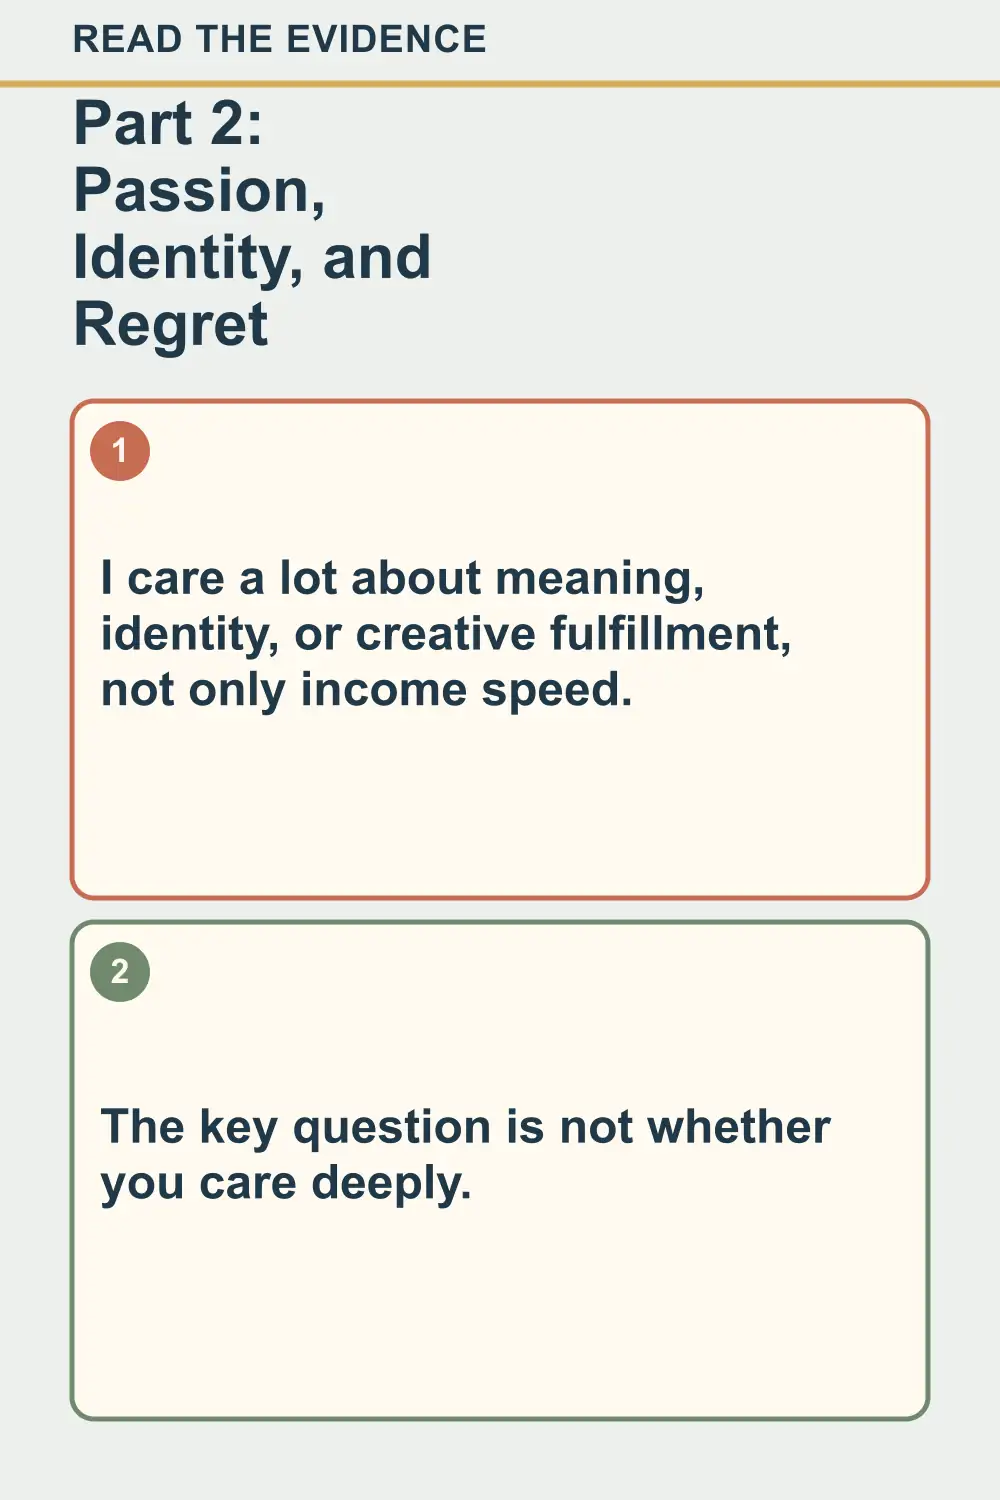 READ THE EVIDENCE
Part 2:
Passion,
Identity, and
Regret
1
I care a lot about meaning,
identity, or creative fulfillment,
not only income speed.
2
The key question is not whether
you care deeply.